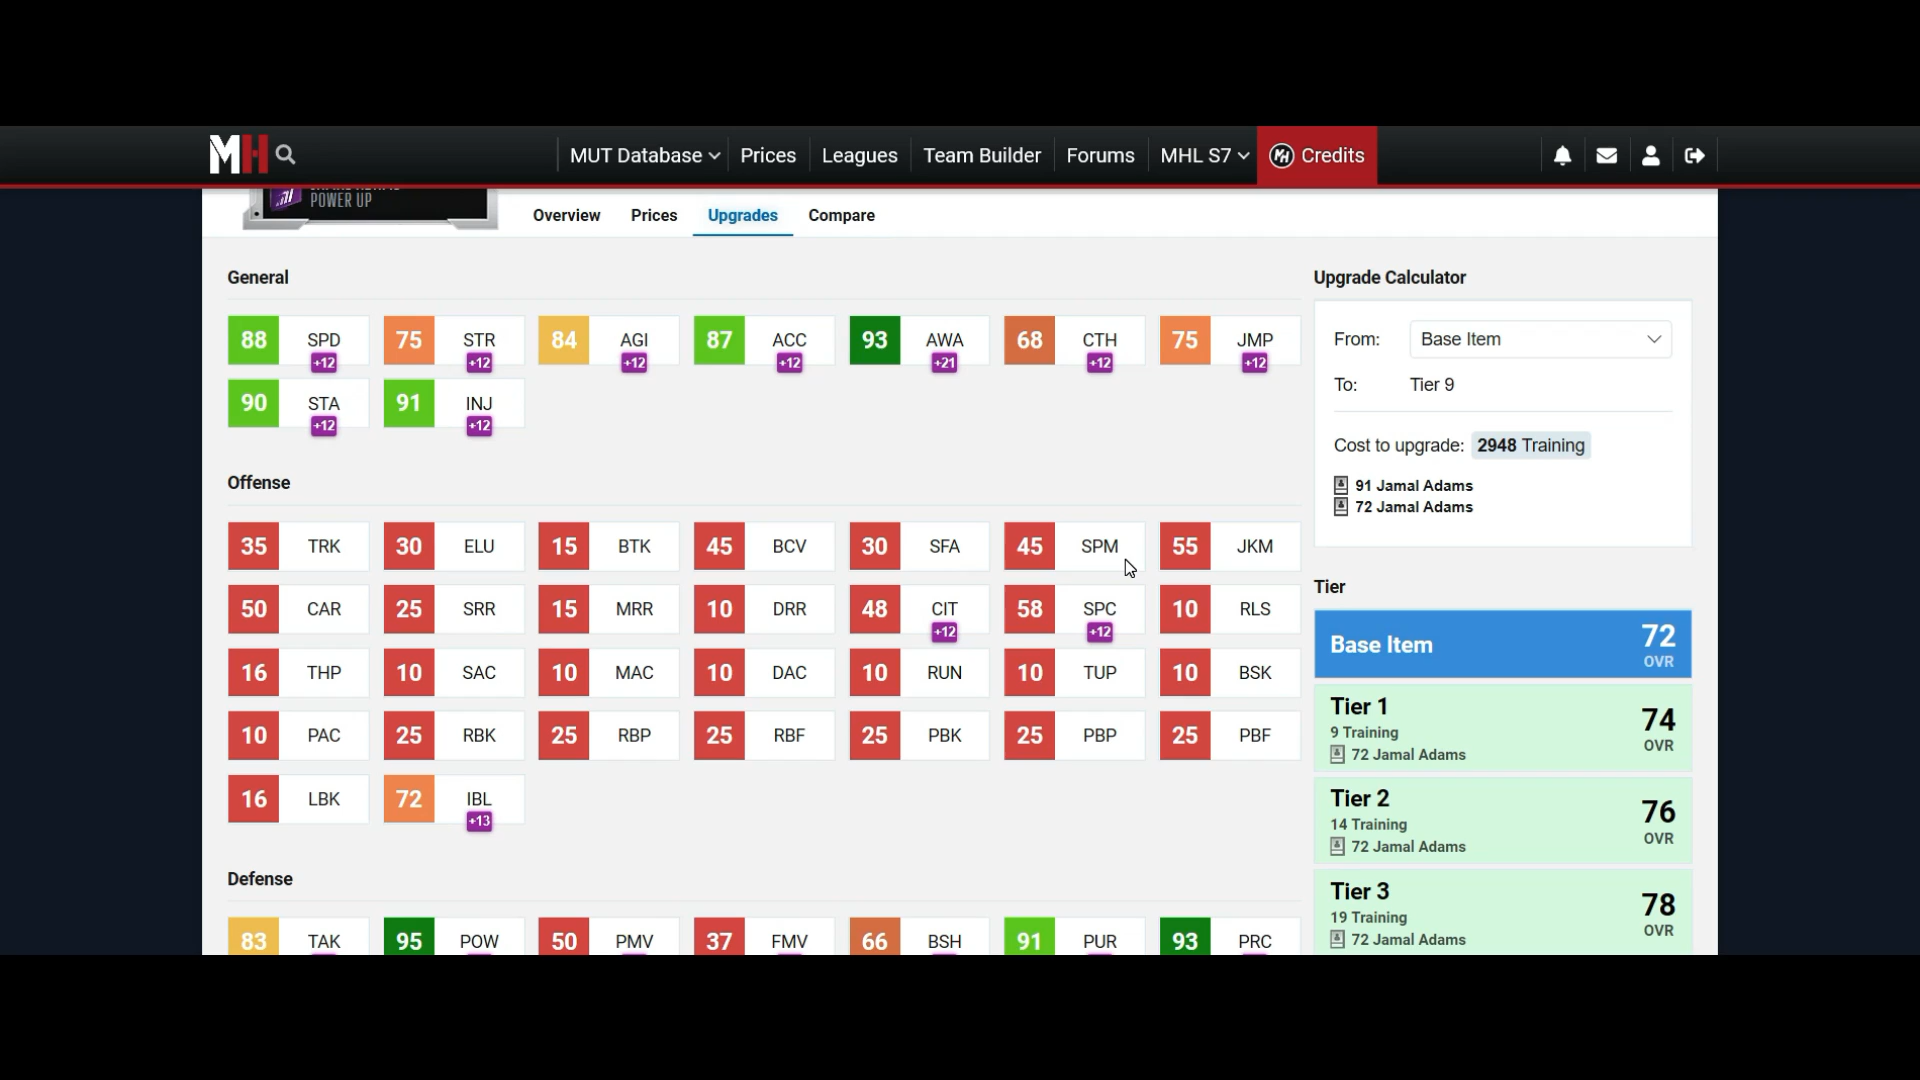 MH
MUT Database Prices Leagues Team Builder Forums MHL S7 MH Credits
POWER UP
Overview Prices Upgrades Compare
General
88 SPD +12 75 STR +12 84 AGI +12 87 ACC +12 93 AWA +21 68 CTH +12 75 JMP +12
90 STA +12 91 INJ +12
Offense
35 TRK 30 ELU 15 BTK 45 BCV 30 SFA 45 SPM 55 JKM
50 CAR 25 SRR 15 MRR 10 DRR 48 CIT +12 58 SPC +12 10 RLS
16 THP 10 SAC 10 MAC 10 DAC 10 RUN 10 TUP 10 BSK
10 PAC 25 RBK 25 RBP 25 RBF 25 PBK 25 PBP 25 PBF
16 LBK 72 IBL +13
Defense
83 TAK 95 POW 50 PMV 37 FMV 66 BSH 91 PUR 93 PRC
Upgrade Calculator
From: Base Item
To: Tier 9
Cost to upgrade: 2948 Training
91 Jamal Adams
72 Jamal Adams
Tier
Base Item 72 OVR
Tier 1 74 OVR
9 Training
72 Jamal Adams
Tier 2 76 OVR
14 Training
72 Jamal Adams
Tier 3 78 OVR
19 Training
72 Jamal Adams